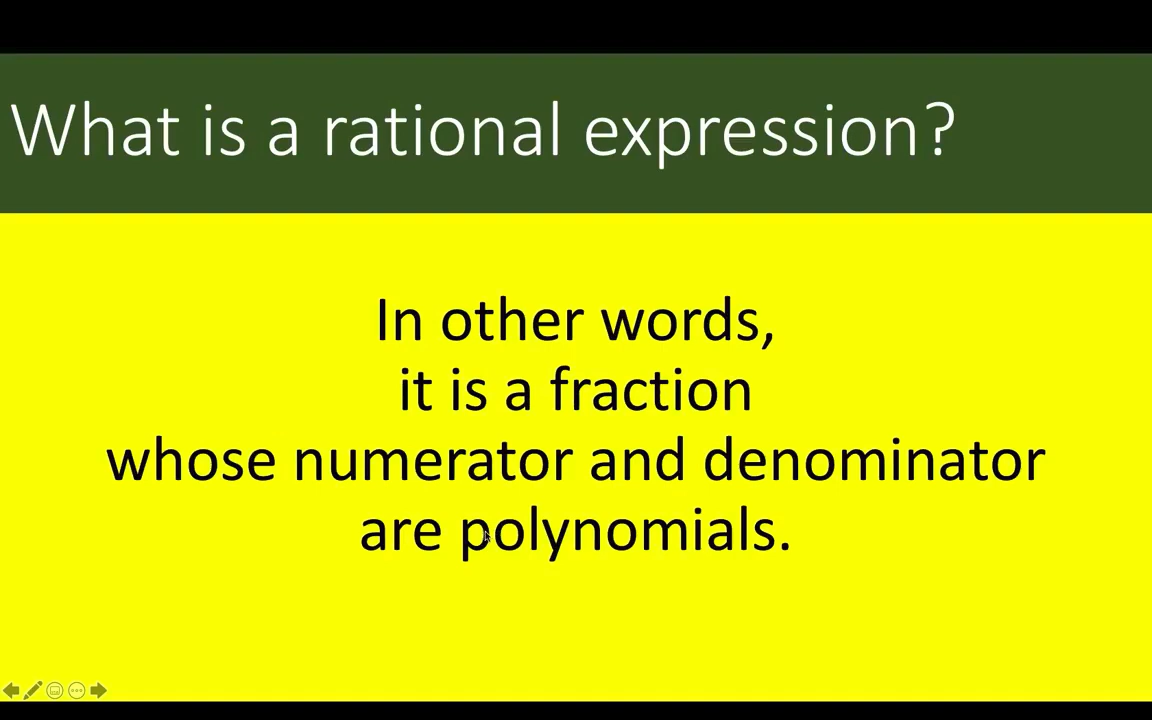 What is a rational expression?
In other words,
it is a fraction
whose numerator and denominator
are polynomials.